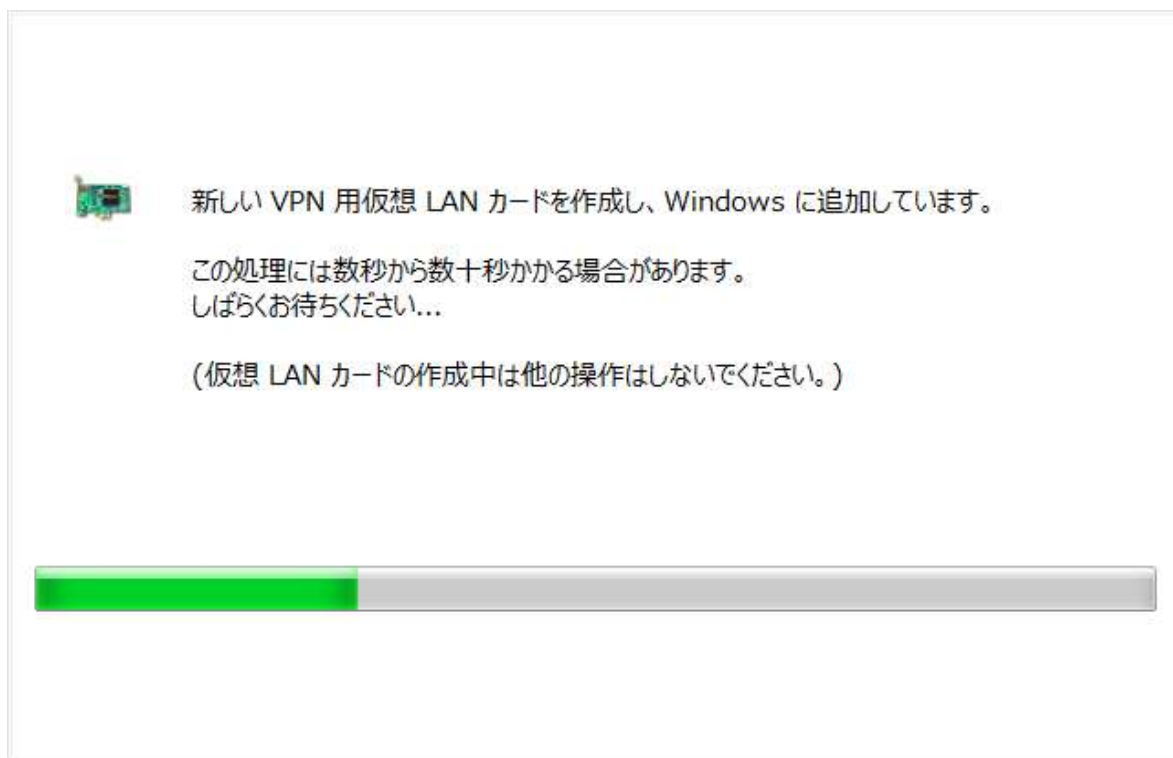 新しい VPN 用仮想 LAN カードを作成し、Windows に追加しています。
この処理には数秒から数十秒かかる場合があります。
しばらくお待ちください...
(仮想 LAN カードの作成中は他の操作はしないでください。)